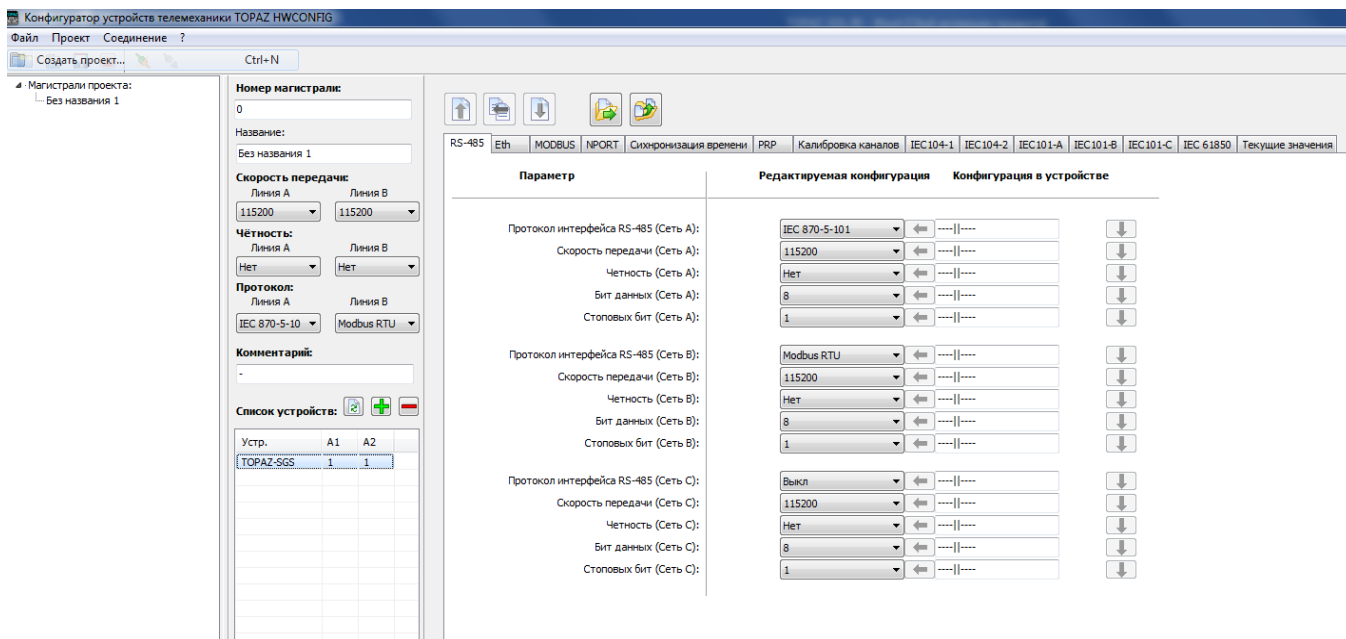 Конфигуратор устройств телемеханики TOPAZ HWCONFIG
Файл Проект Соединение ?
Создать проект... Ctrl+N
Магистрали проекта:
Без названия 1
Номер магистрали:
0
Название:
Без названия 1
Скорость передачи:
Линия A Линия B
115200 115200
Чётность:
Линия A Линия B
Нет Нет
Протокол:
Линия A Линия B
IEC 870-5-10 Modbus RTU
Комментарий:
-
Список устройств:
Устр. A1 A2
TOPAZ-SGS 1 1
RS-485 Eth MODBUS NPORT Сихнронизация времени PRP Калибровка каналов IEC104-1 IEC104-2 IEC101-A IEC101-B IEC101-C IEC 61850 Текущие значения
Параметр Редактируемая конфигурация Конфигурация в устройстве
Протокол интерфейса RS-485 (Сеть A): IEC 870-5-101 ----||----
Скорость передачи (Сеть A): 115200 ----||----
Четность (Сеть A): Нет ----||----
Бит данных (Сеть A): 8 ----||----
Стоповых бит (Сеть A): 1 ----||----
Протокол интерфейса RS-485 (Сеть B): Modbus RTU ----||----
Скорость передачи (Сеть B): 115200 ----||----
Четность (Сеть B): Нет ----||----
Бит данных (Сеть B): 8 ----||----
Стоповых бит (Сеть B): 1 ----||----
Протокол интерфейса RS-485 (Сеть C): Выкл ----||----
Скорость передачи (Сеть C): 115200 ----||----
Четность (Сеть C): Нет ----||----
Бит данных (Сеть C): 8 ----||----
Стоповых бит (Сеть C): 1 ----||----